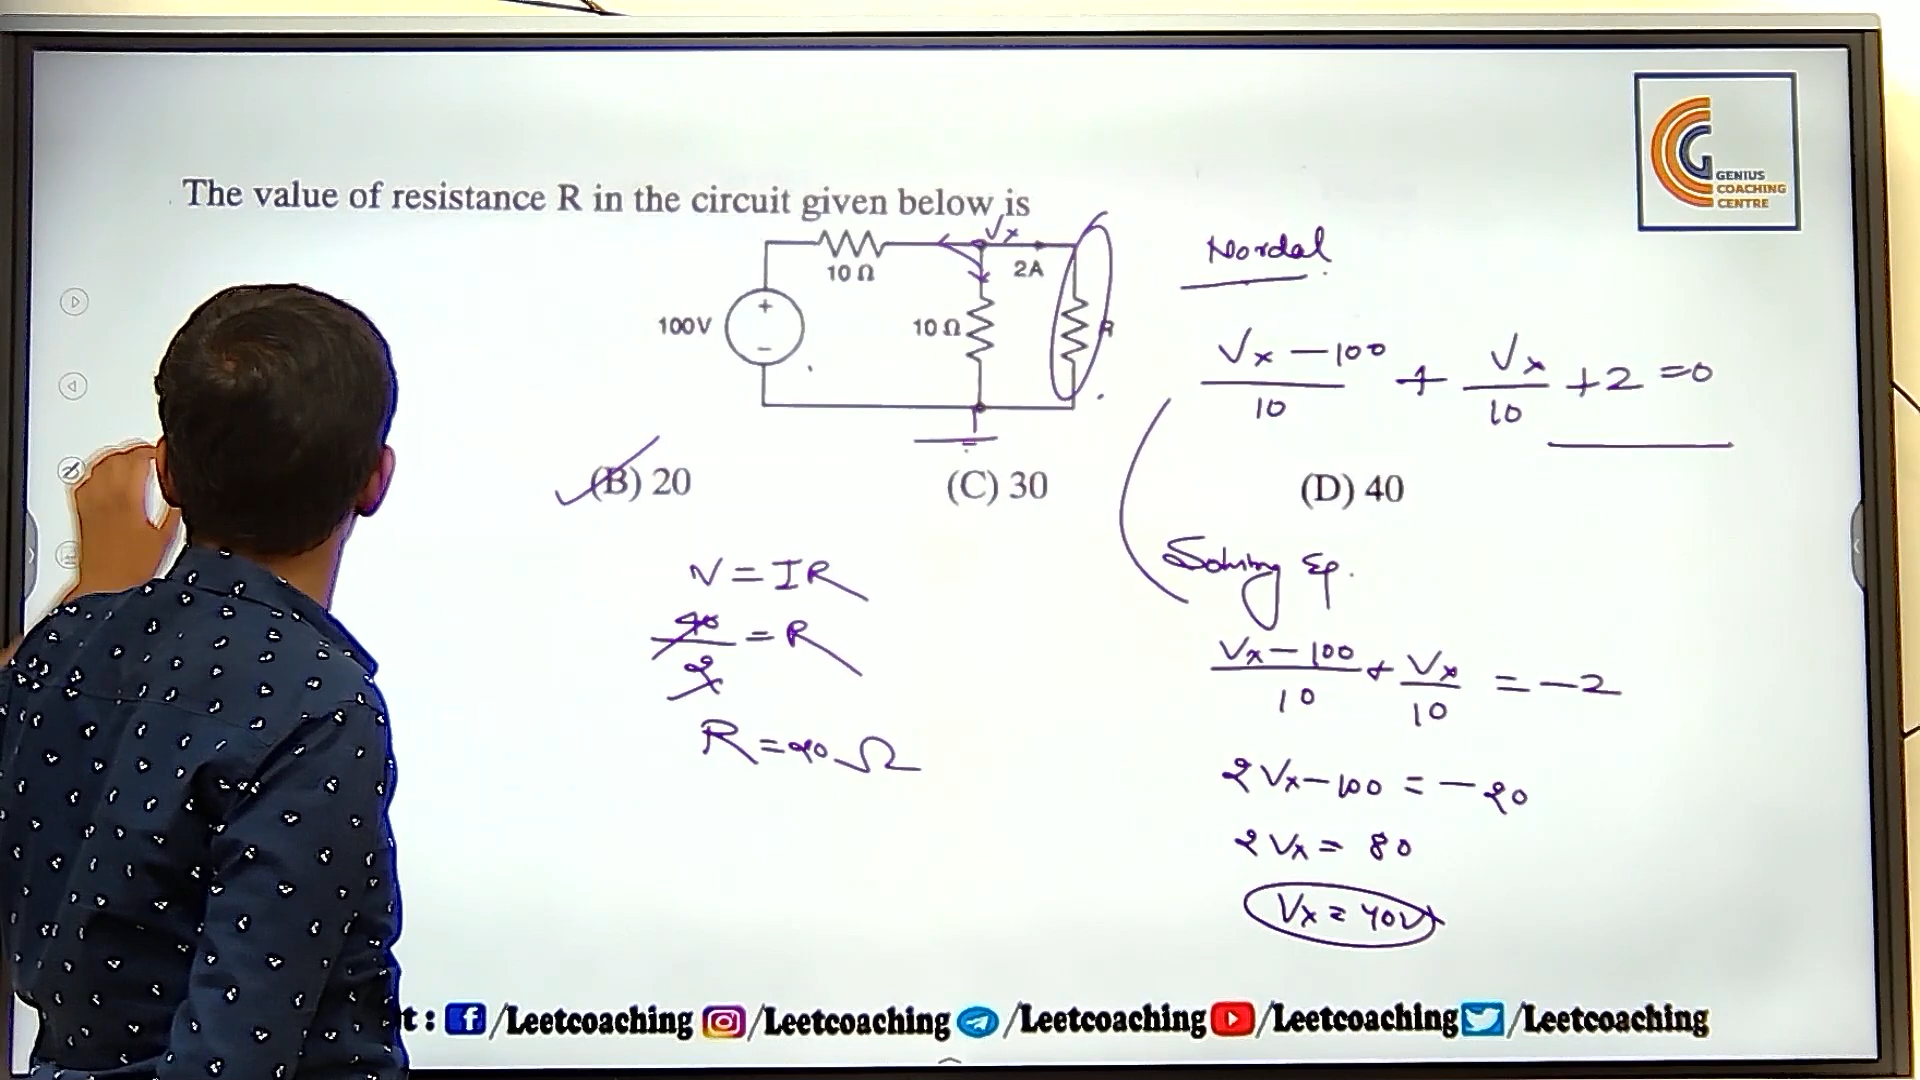 GENIUS
COACHING
CENTRE
The value of resistance R in the circuit given below is
Vx
10 Ω
2A
100V
+
−
10 Ω
R
Nordal
Vx − 100 / 10 + Vx / 10 + 2 = 0
(B) 20
(C) 30
(D) 40
Solving Eq.
V = IR
40 / 2 = R
R = 20 Ω
Vx − 100 / 10 + Vx / 10 = −2
2Vx − 100 = −20
2Vx = 80
Vx = 40V
t : f /Leetcoaching /Leetcoaching /Leetcoaching /Leetcoaching /Leetcoaching